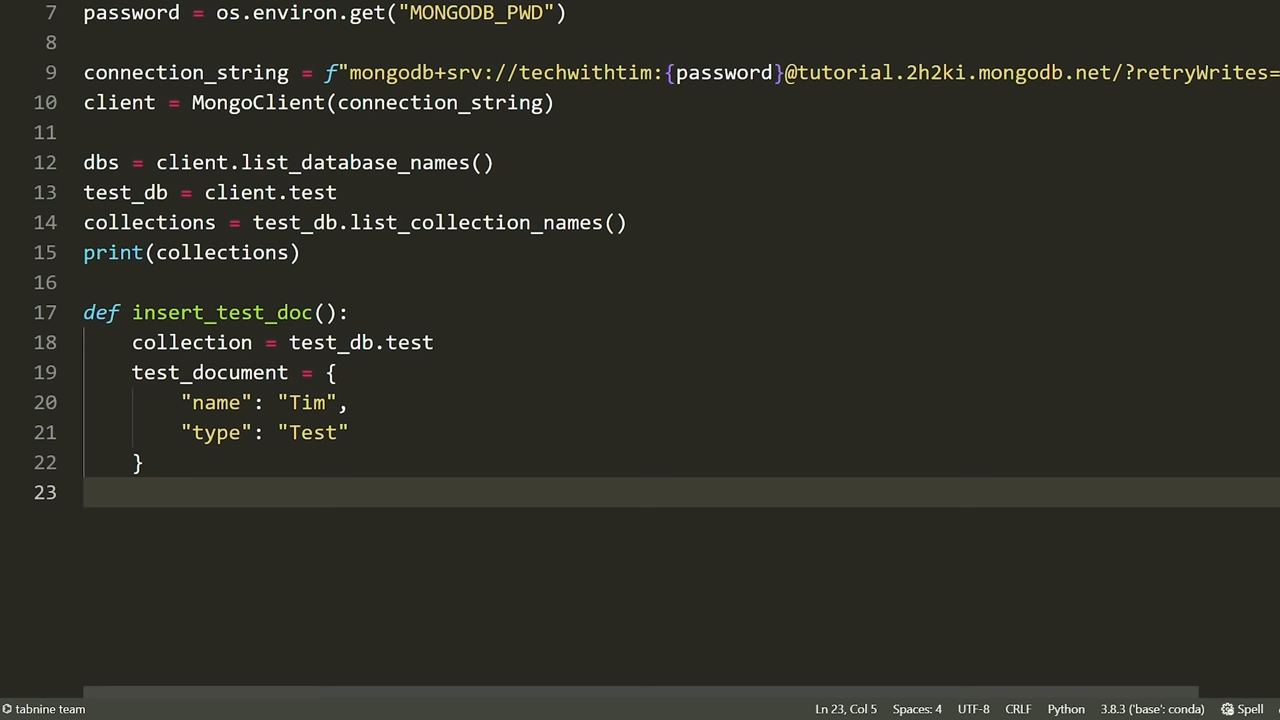 7 password = os.environ.get("MONGODB_PWD")
8
9 connection_string = f"mongodb+srv://techwithtim:{password}@tutorial.2h2ki.mongodb.net/?retryWrites=
10 client = MongoClient(connection_string)
11
12 dbs = client.list_database_names()
13 test_db = client.test
14 collections = test_db.list_collection_names()
15 print(collections)
16
17 def insert_test_doc():
18     collection = test_db.test
19     test_document = {
20         "name": "Tim",
21         "type": "Test"
22     }
23
tabnine team Ln 23, Col 5 Spaces: 4 UTF-8 CRLF Python 3.8.3 ('base': conda) Spell